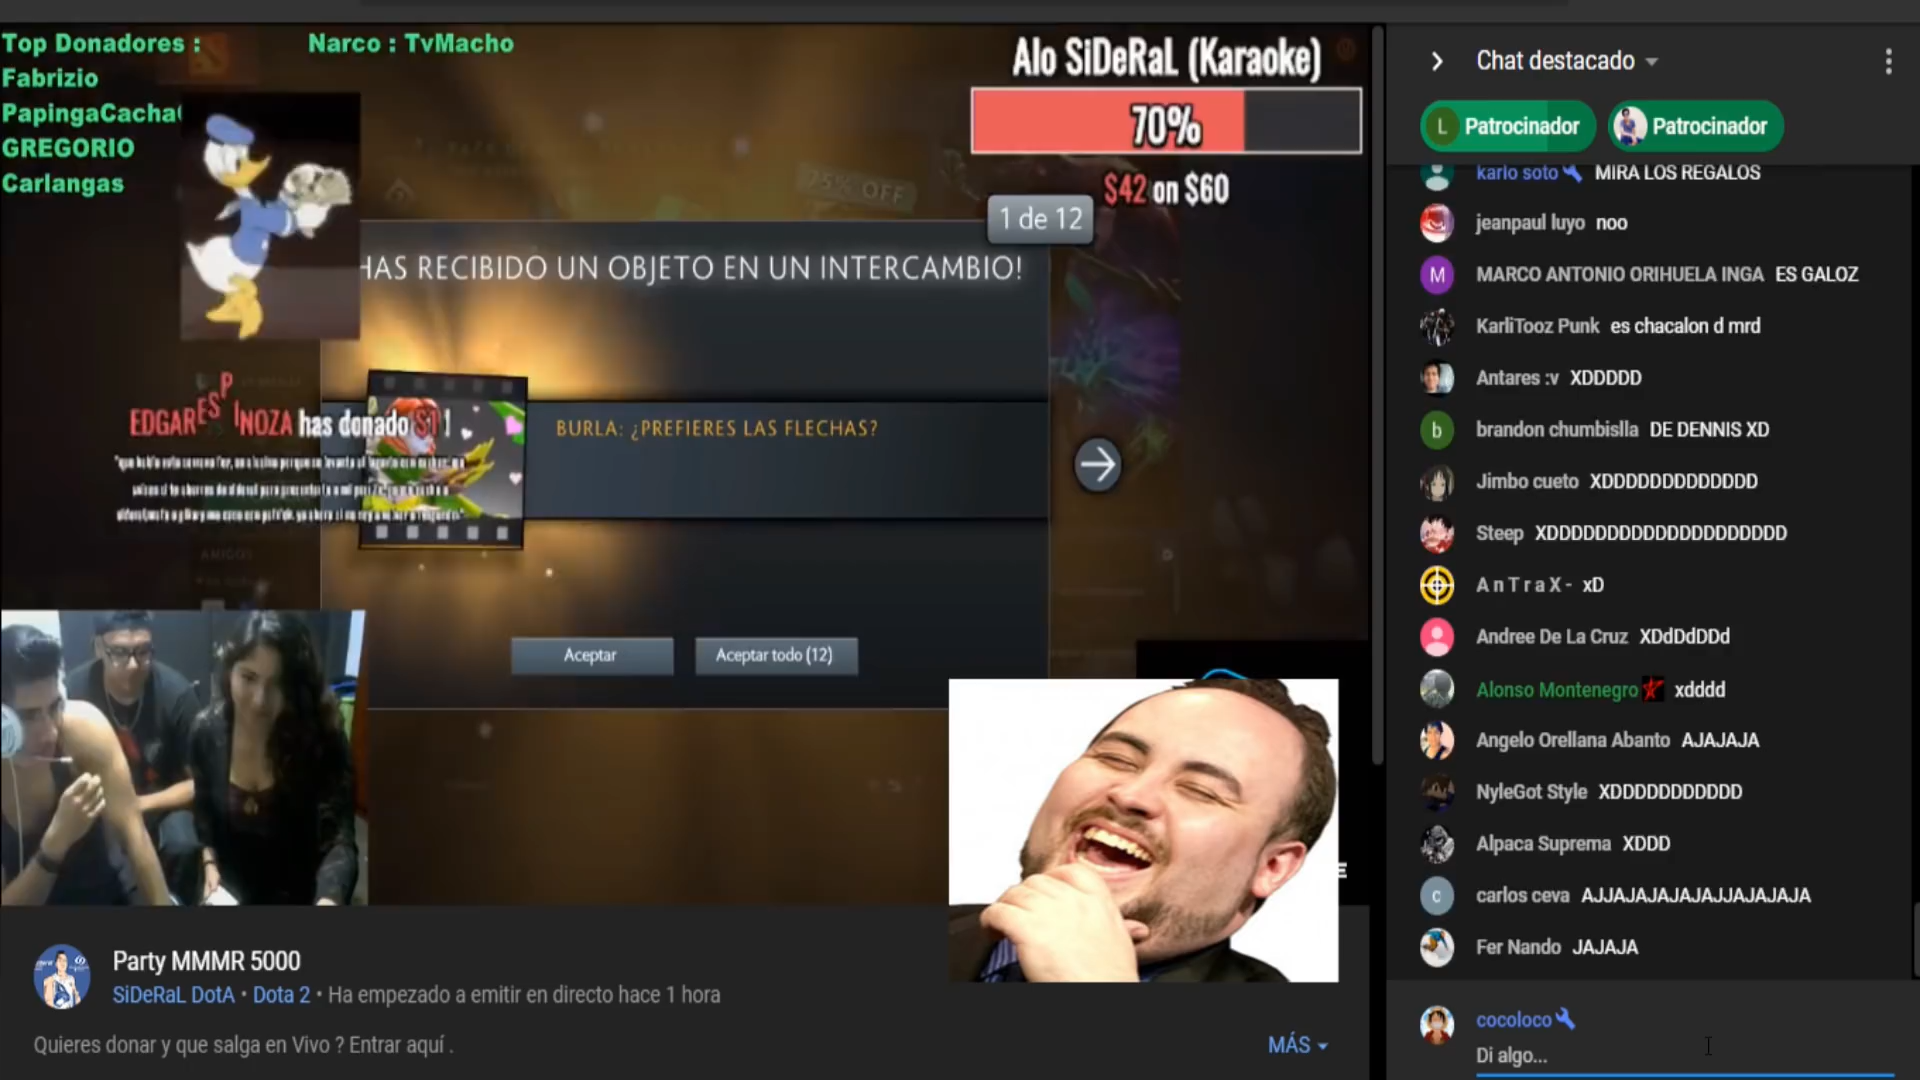 Top Donadores :
Narco : TvMacho
Fabrizio
PapingaCacha
GREGORIO
Carlangas
Alo SiDeRaL (Karaoke)
70%
$42 on $60
75% OFF
1 de 12
HAS RECIBIDO UN OBJETO EN UN INTERCAMBIO!
EDGAR ESPINOZA has donado $1 !
BURLA: ¿PREFIERES LAS FLECHAS?
AMIGOS
Aceptar
Aceptar todo (12)
E
Party MMMR 5000
SiDeRaL DotA • Dota 2 • Ha empezado a emitir en directo hace 1 hora
Quieres donar y que salga en Vivo ? Entrar aquí .
MÁS
Chat destacado
L Patrocinador
Patrocinador
karlo soto MIRA LOS REGALOS
jeanpaul luyo noo
M MARCO ANTONIO ORIHUELA INGA ES GALOZ
KarliTooz Punk es chacalon d mrd
Antares :v XDDDDD
b brandon chumbislla DE DENNIS XD
Jimbo cueto XDDDDDDDDDDDDD
Steep XDDDDDDDDDDDDDDDDDDDD
A n T r a X - xD
Andree De La Cruz XDdDdDDd
Alonso Montenegro xdddd
Angelo Orellana Abanto AJAJAJA
NyleGot Style XDDDDDDDDDDD
Alpaca Suprema XDDD
c carlos ceva AJJAJAJAJAJAJJAJAJAJA
Fer Nando JAJAJA
cocoloco
Di algo...